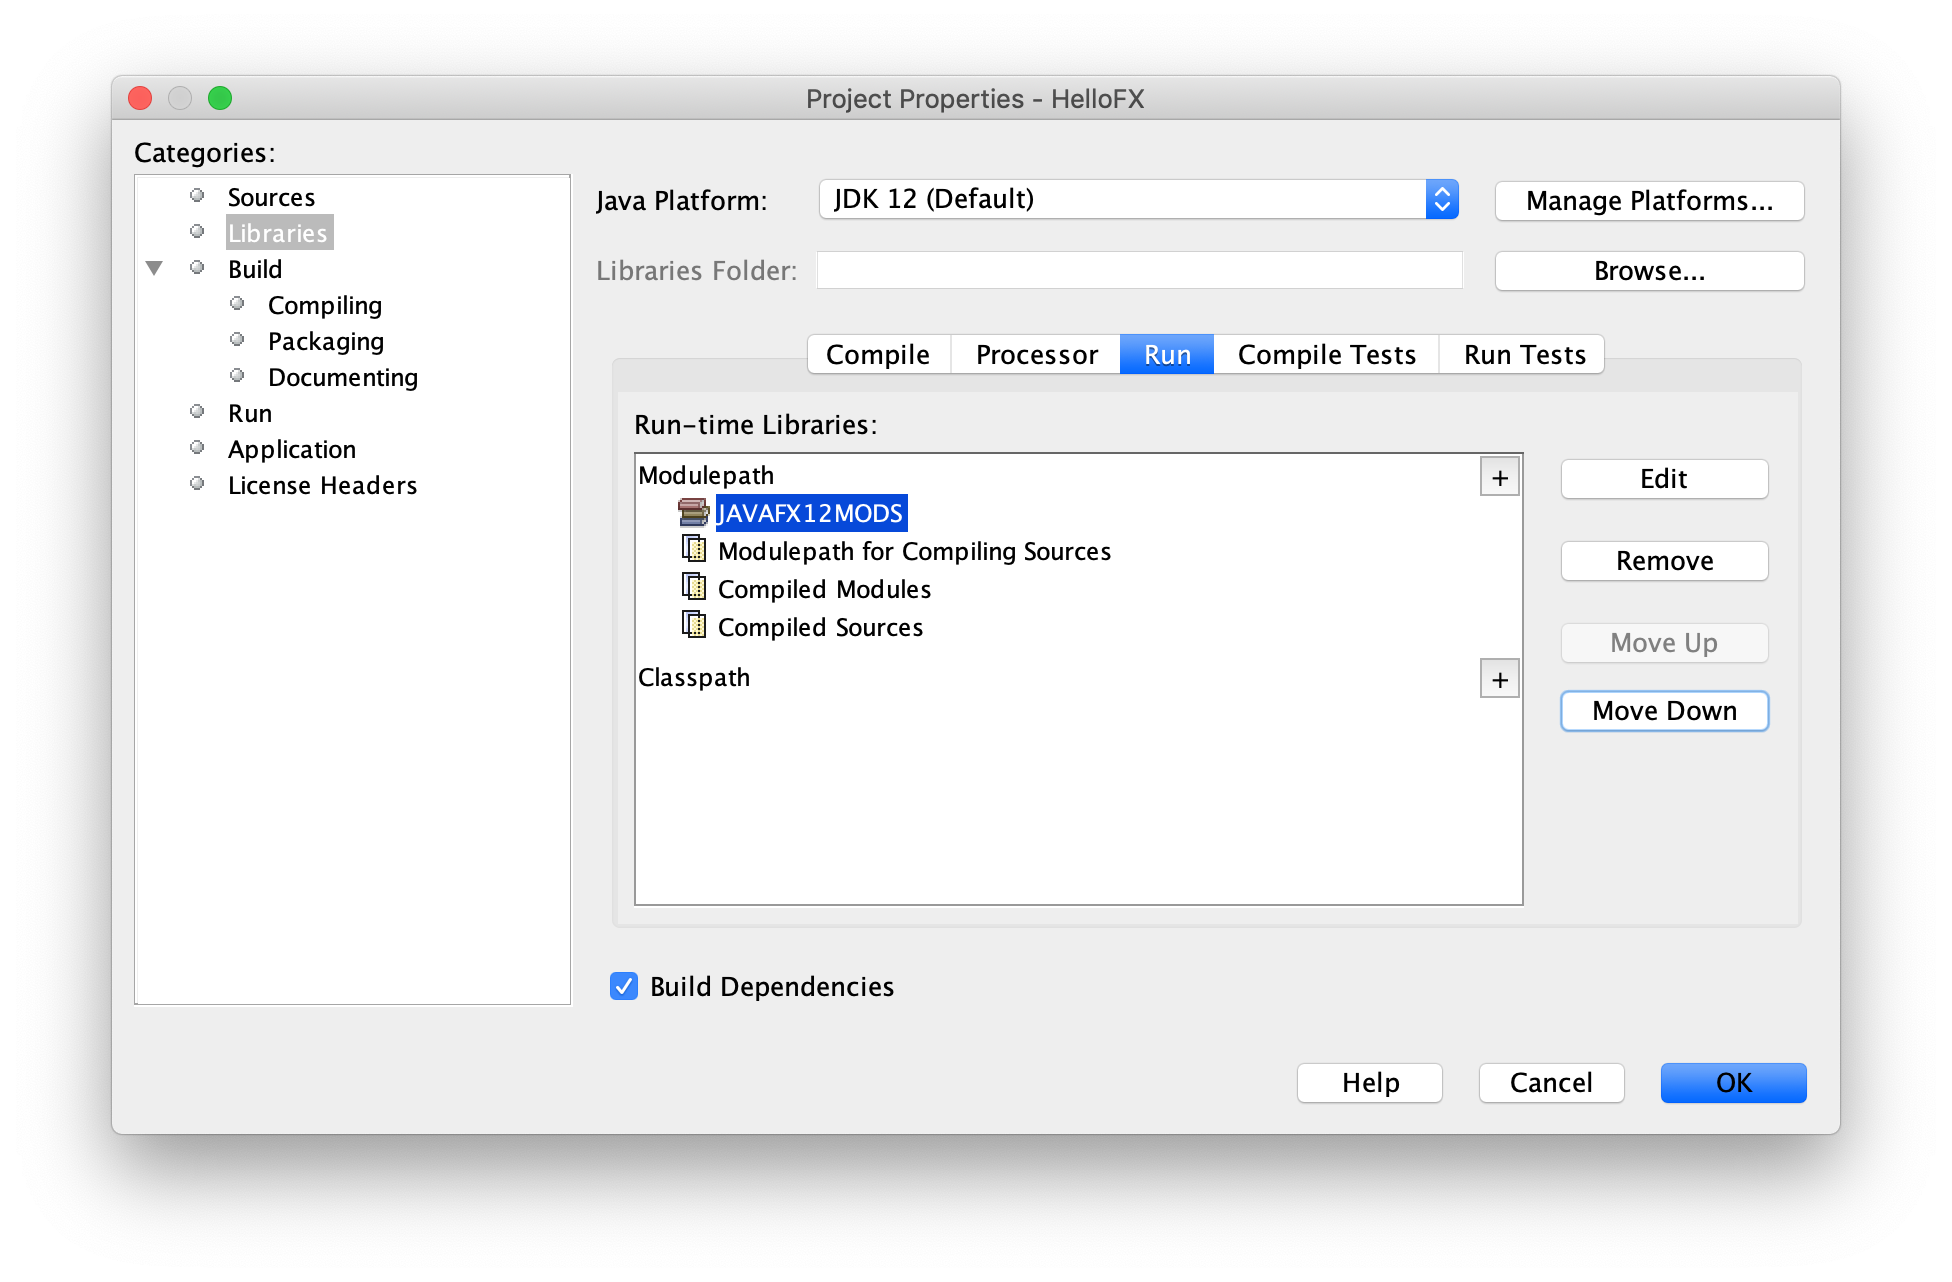 Project Properties - HelloFX
Categories:
Sources
Libraries
Build
Compiling
Packaging
Documenting
Run
Application
License Headers
Java Platform:
JDK 12 (Default)
Manage Platforms...
Libraries Folder:
Browse...
Compile
Processor
Run
Compile Tests
Run Tests
Run-time Libraries:
Modulepath
+
JAVAFX12MODS
Modulepath for Compiling Sources
Compiled Modules
Compiled Sources
Classpath
+
Edit
Remove
Move Up
Move Down
Build Dependencies
Help
Cancel
OK